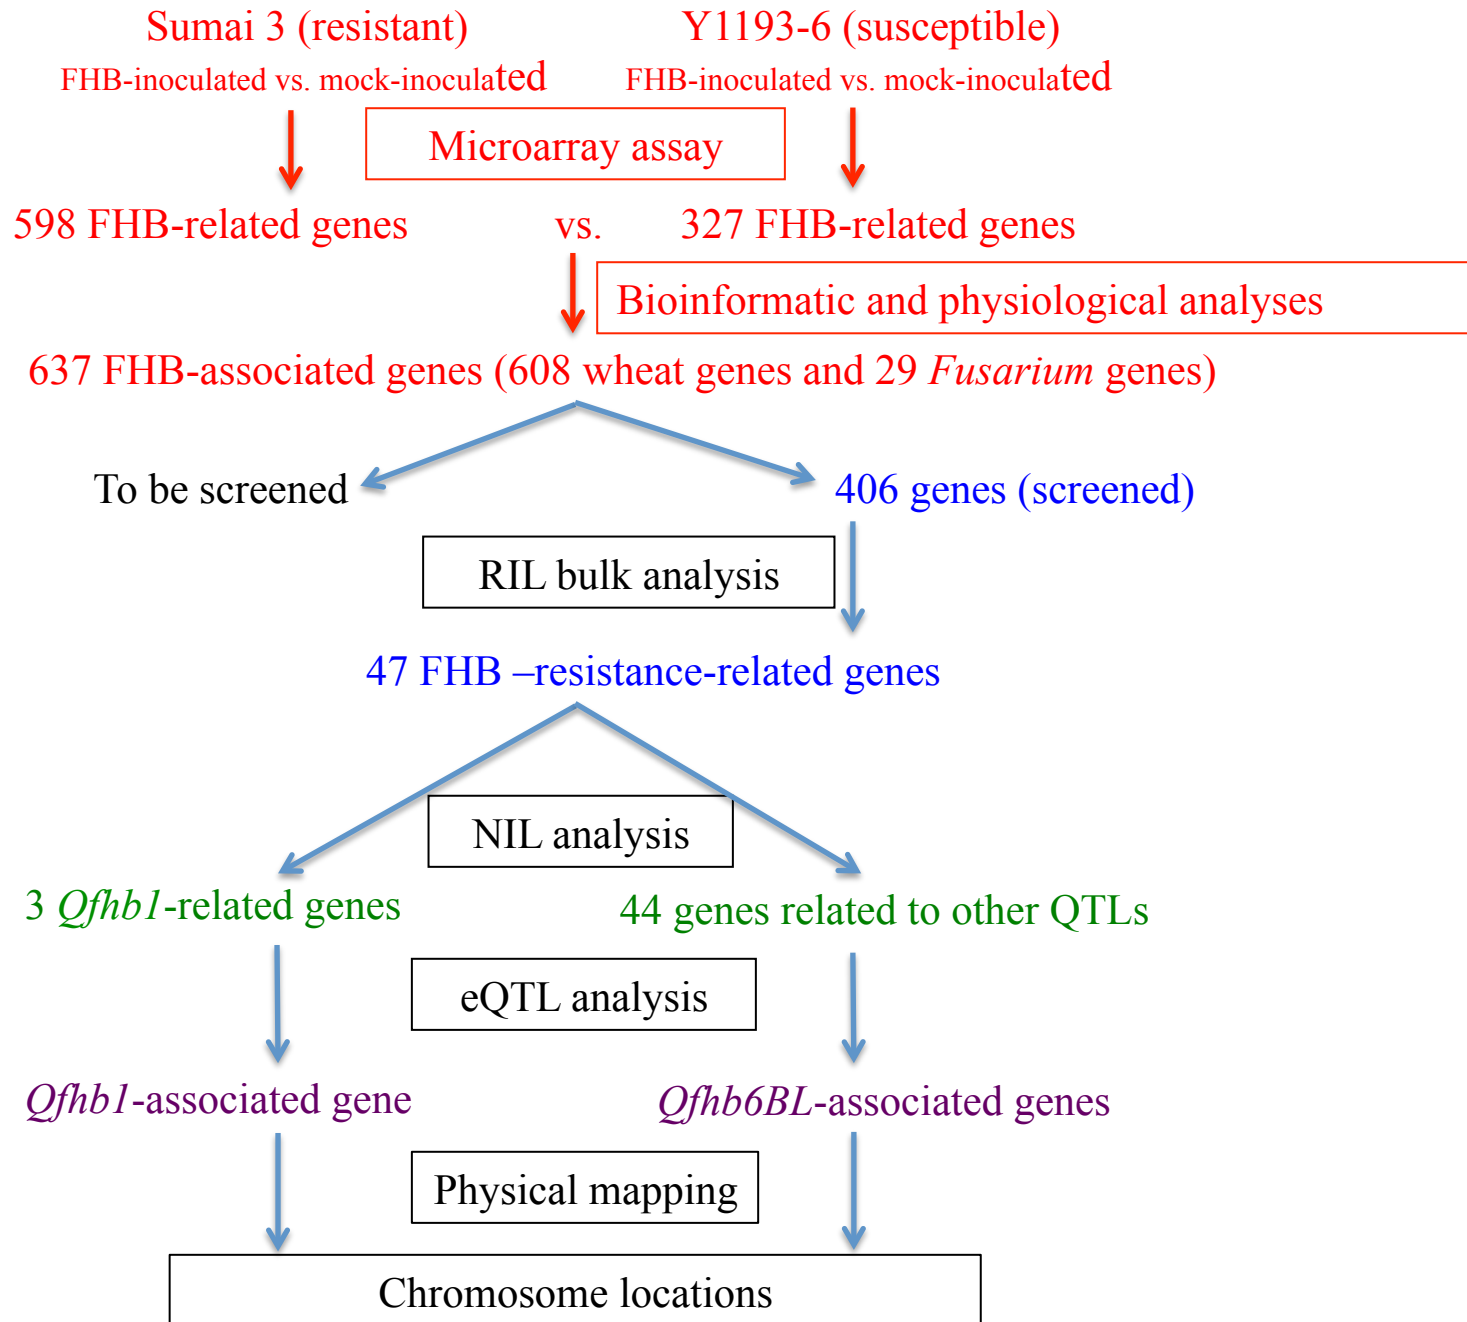 Sumai 3 (resistant)
Y1193-6 (susceptible)
FHB-inoculated vs. mock-inoculated
FHB-inoculated vs. mock-inoculated
Microarray assay
598 FHB-related genes
vs.
327 FHB-related genes
Bioinformatic and physiological analyses
637 FHB-associated genes (608 wheat genes and 29 Fusarium genes)
To be screened
406 genes (screened)
RIL bulk analysis
47 FHB –resistance-related genes
NIL analysis
3 Qfhb1-related genes
44 genes related to other QTLs
eQTL analysis
Qfhb1-associated gene
Qfhb6BL-associated genes
Physical mapping
Chromosome locations